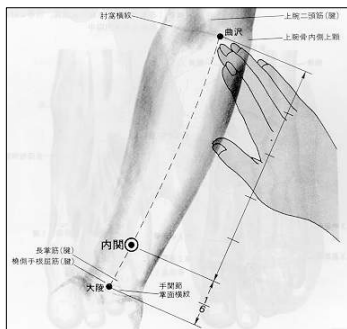 肘窩横紋
上腕二頭筋(腱)
曲沢
上腕骨内側上顆
内関
長掌筋(腱)
橈側手根屈筋(腱)
大陵
手関節
掌面横紋
1
6